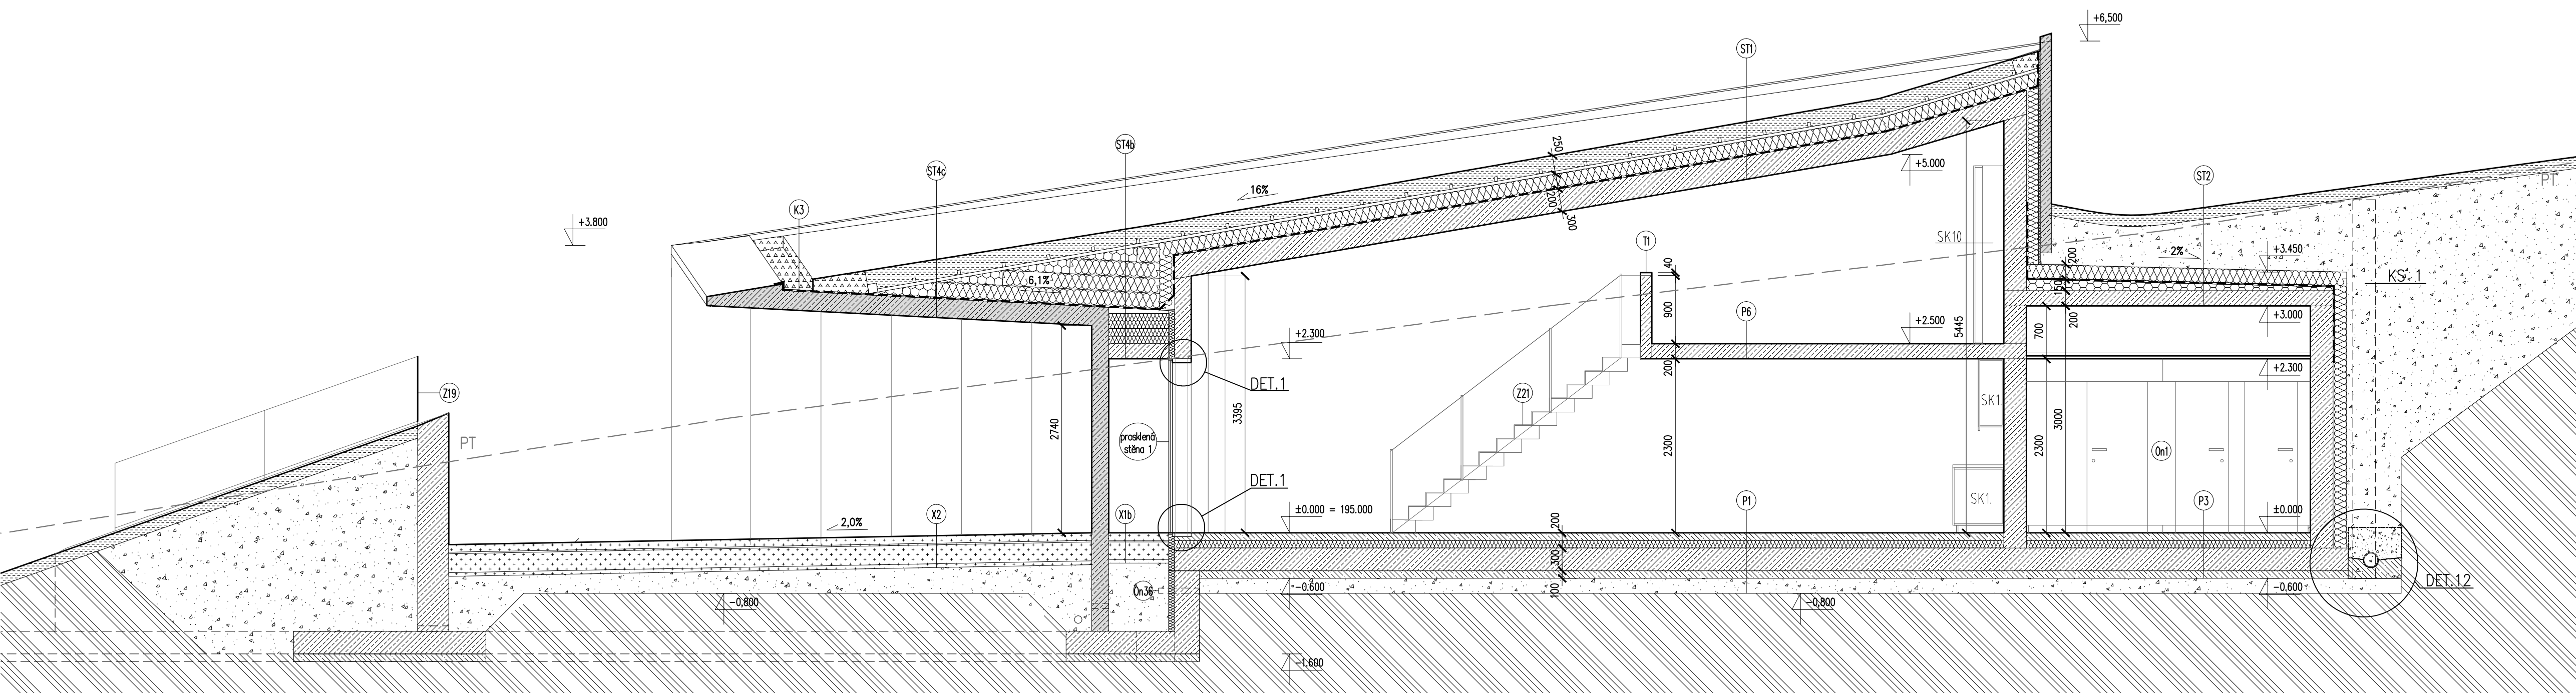 +6,500
ST1
ST4b
250
ST4c
+5.000
PT
16%
200
ST2
K3
300
+3.800
SK10
T1
2%
200
+3.450
40
KS. 1
6,1%
150
900
P6
+3.000
+2.500
5445
700
200
+2.300
200
+2.300
DET.1
Z19
Z21
SK1.
3395
2740
3000
PT
prosklená
stěna 1
2300
2300
On1
DET.1
SK1.
X2
X1b
P1
P3
±0.000 = 195.000
±0.000
2,0%
200
300
DET.12
100
-0.600
-0.600
On36
-0,800
-0,800
-1,600